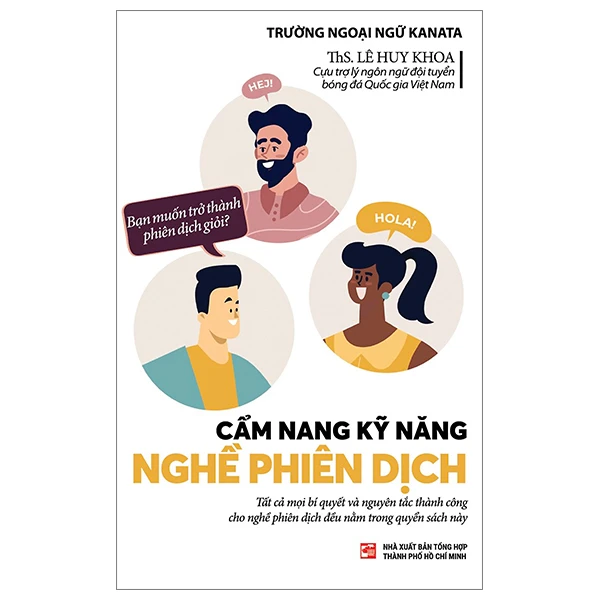 TRƯỜNG NGOẠI NGỮ KANATA
ThS. LÊ HUY KHOA
Cựu trợ lý ngôn ngữ đội tuyển
bóng đá Quốc gia Việt Nam
HEJ!
Bạn muốn trở thành
phiên dịch giỏi?
HOLA!
CẨM NANG KỸ NĂNG
NGHỀ PHIÊN DỊCH
Tất cả mọi bí quyết và nguyên tắc thành công
cho nghề phiên dịch đều nằm trong quyển sách này
NHÀ XUẤT BẢN TỔNG HỢP
THÀNH PHỐ HỒ CHÍ MINH